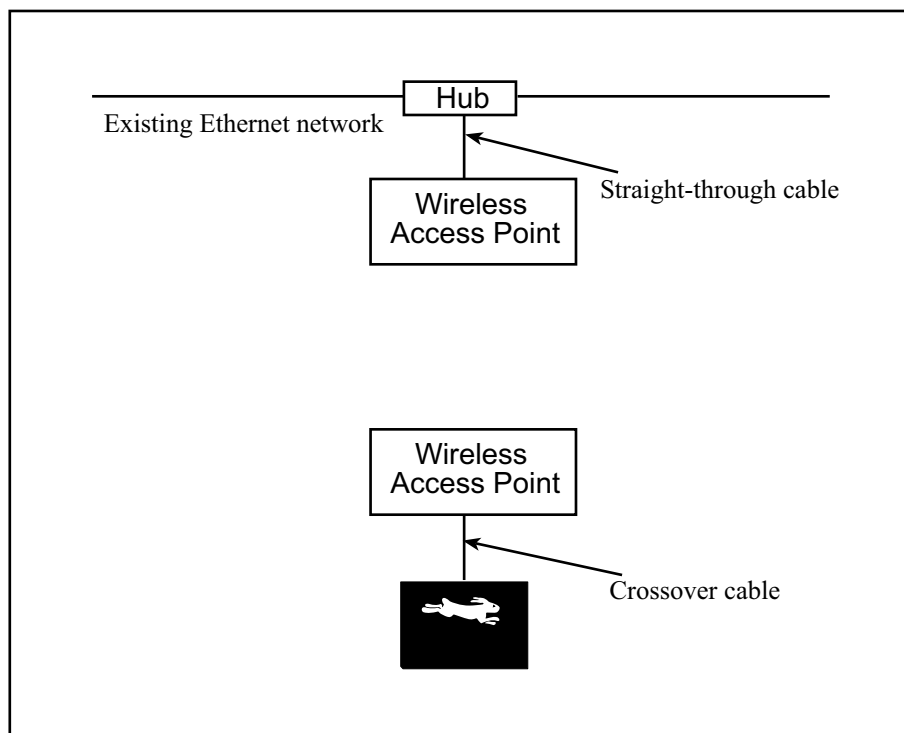 Hub
Existing Ethernet network
Straight-through cable
Wireless
Access Point
Wireless
Access Point
Crossover cable